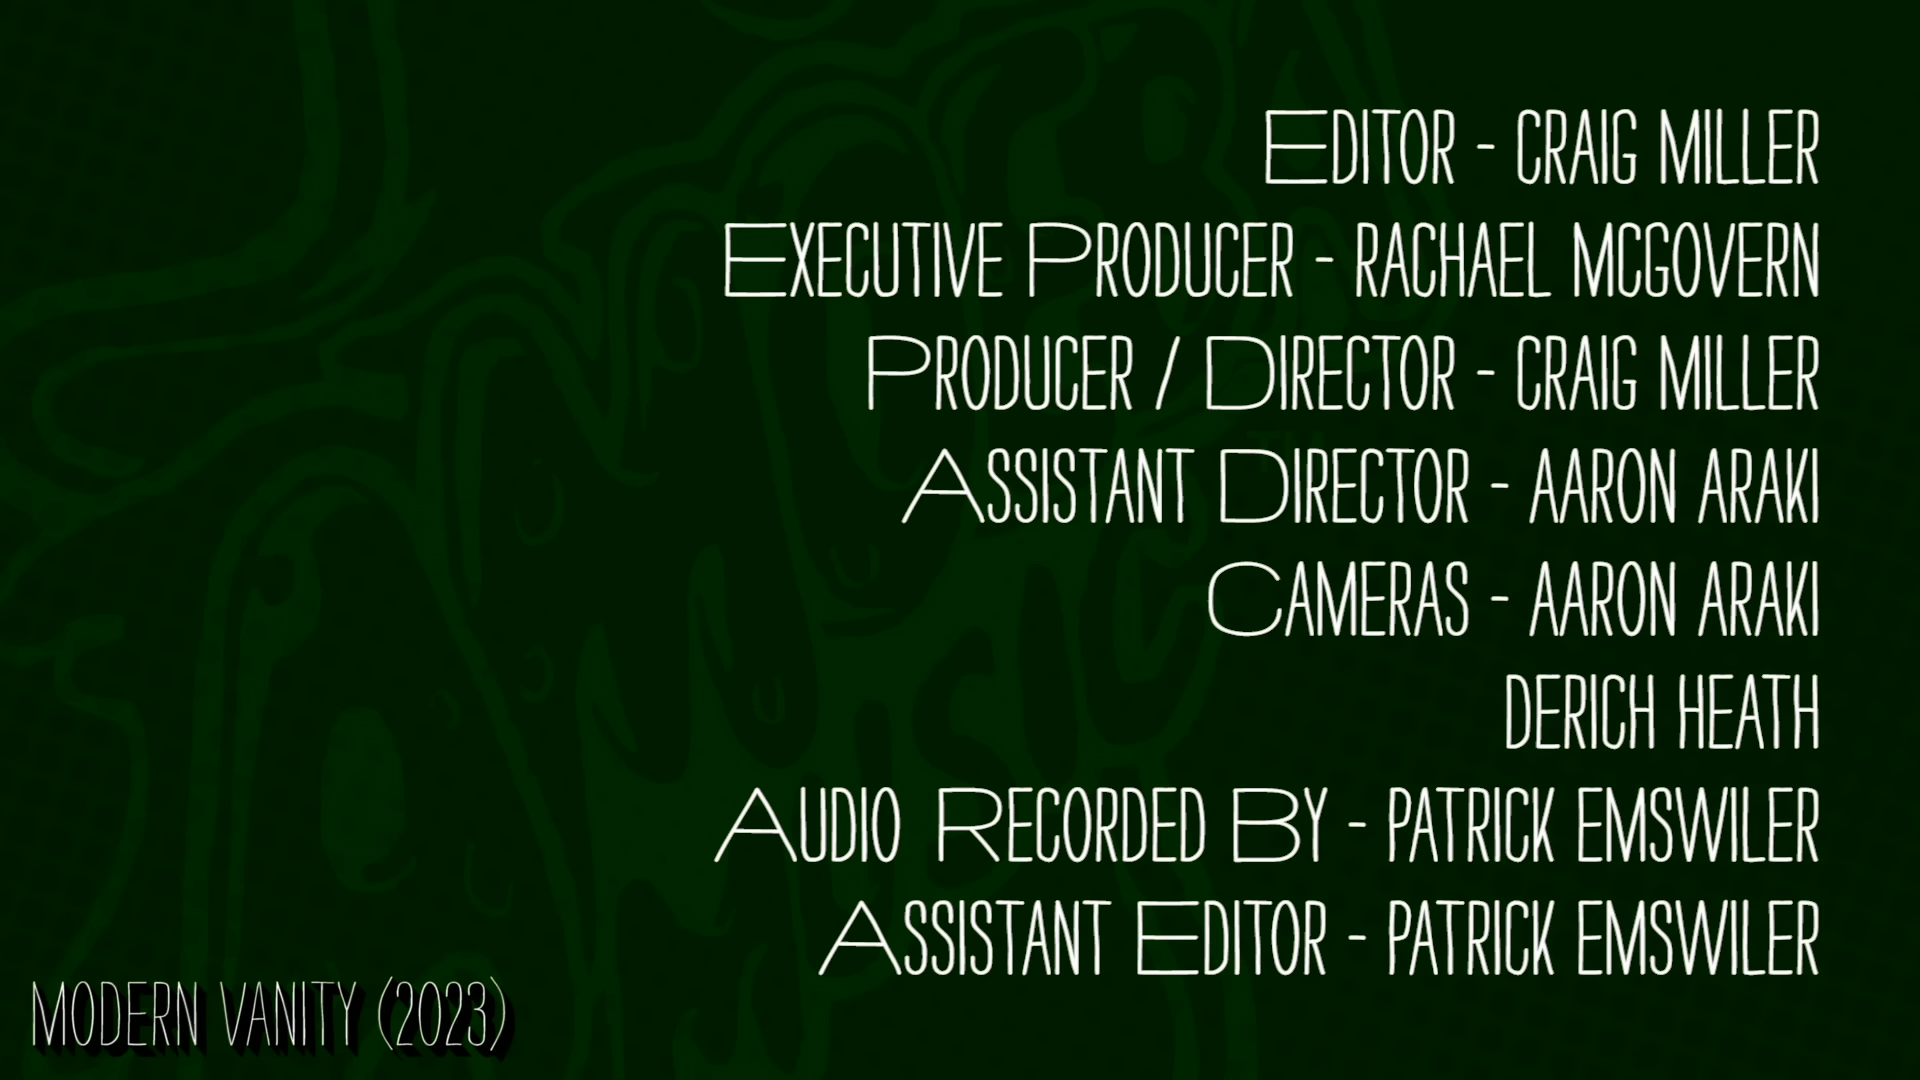 Editor - Craig Miller
Executive Producer - Rachael McGovern
Producer / Director - Craig Miller
Assistant Director - Aaron Araki
Cameras - Aaron Araki
Derich Heath
Audio Recorded By - Patrick Emswiler
Assistant Editor - Patrick Emswiler
Modern Vanity (2023)